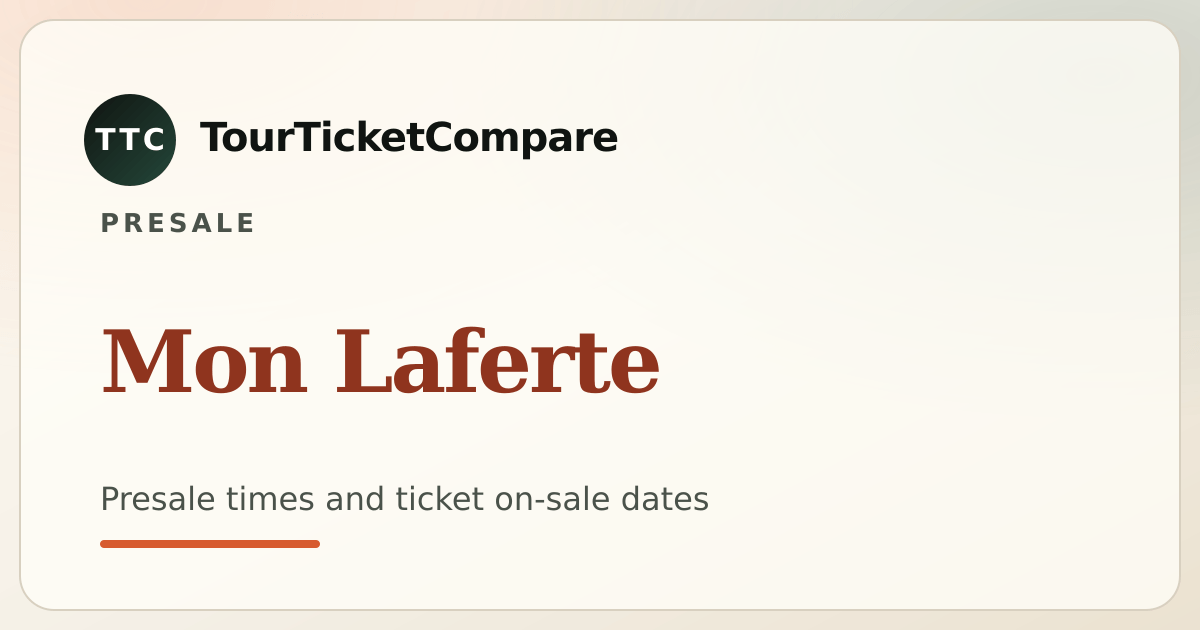 TTC TourTicketCompare
PRESALE
Mon Laferte
Presale times and ticket on-sale dates